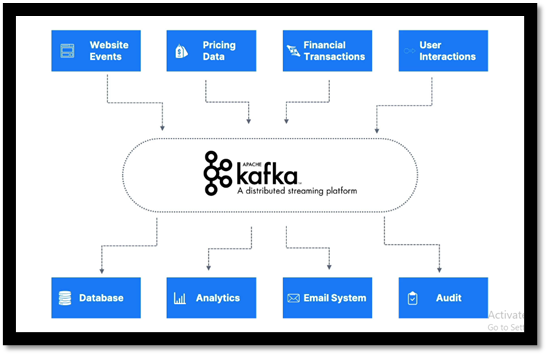 Website
Events
Pricing
Data
Financial
Transactions
User
Interactions
APACHE
kafka
A distributed streaming platform
Database
Analytics
Email System
Audit
Activate
Go to Set